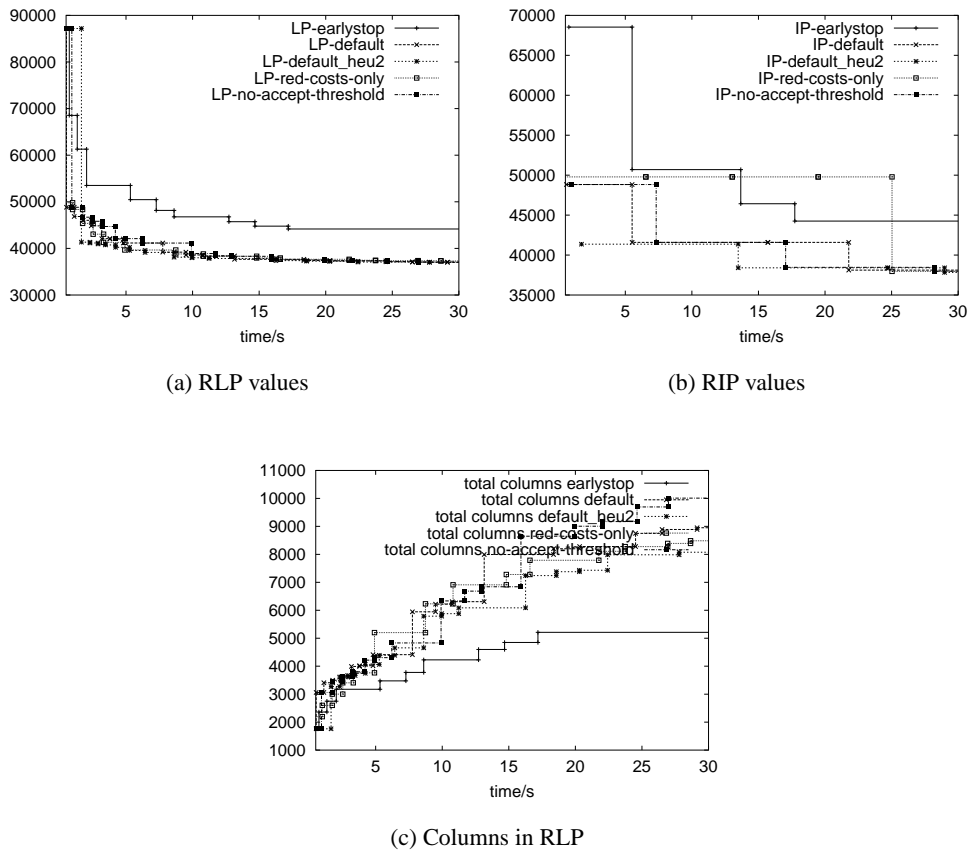 90000
80000
70000
60000
50000
40000
30000
5 10 15 20 25 30
time/s
LP-earlystop
LP-default
LP-default_heu2
LP-red-costs-only
LP-no-accept-threshold
(a) RLP values
70000
65000
60000
55000
50000
45000
40000
35000
5 10 15 20 25 30
time/s
IP-earlystop
IP-default
IP-default_heu2
IP-red-costs-only
IP-no-accept-threshold
(b) RIP values
11000
10000
9000
8000
7000
6000
5000
4000
3000
2000
1000
5 10 15 20 25 30
time/s
total columns earlystop
total columns default
total columns default_heu2
total columns red-costs-only
total columns no-accept-threshold
(c) Columns in RLP